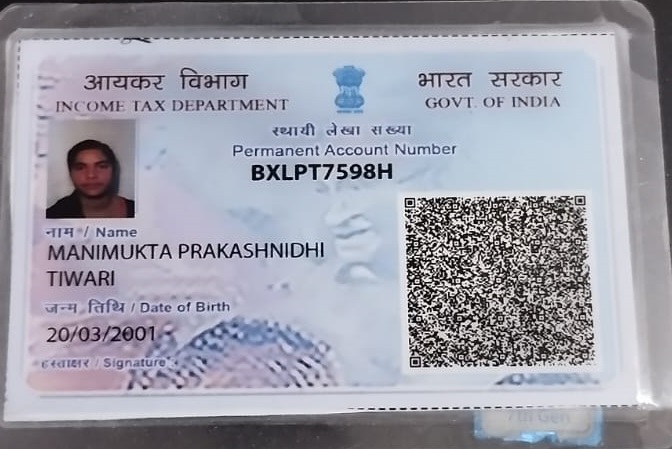 आयकर विभाग
INCOME TAX DEPARTMENT
भारत सरकार
GOVT. OF INDIA
स्थायी लेखा सख्या
Permanent Account Number
BXLPT7598H
नाम / Name
MANIMUKTA PRAKASHNIDHI
TIWARI
जन्म तिथि / Date of Birth
20/03/2001
हस्ताक्षर / Signature